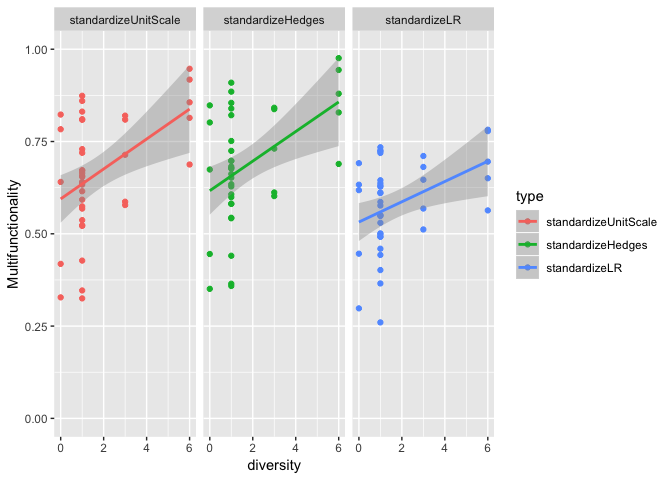 standardizeUnitScale standardizeHedges standardizeLR
1.00
0.75
0.50
0.25
0.00
Multifunctionality
0 2 4 6 0 2 4 6 0 2 4 6
diversity
type
standardizeUnitScale
standardizeHedges
standardizeLR